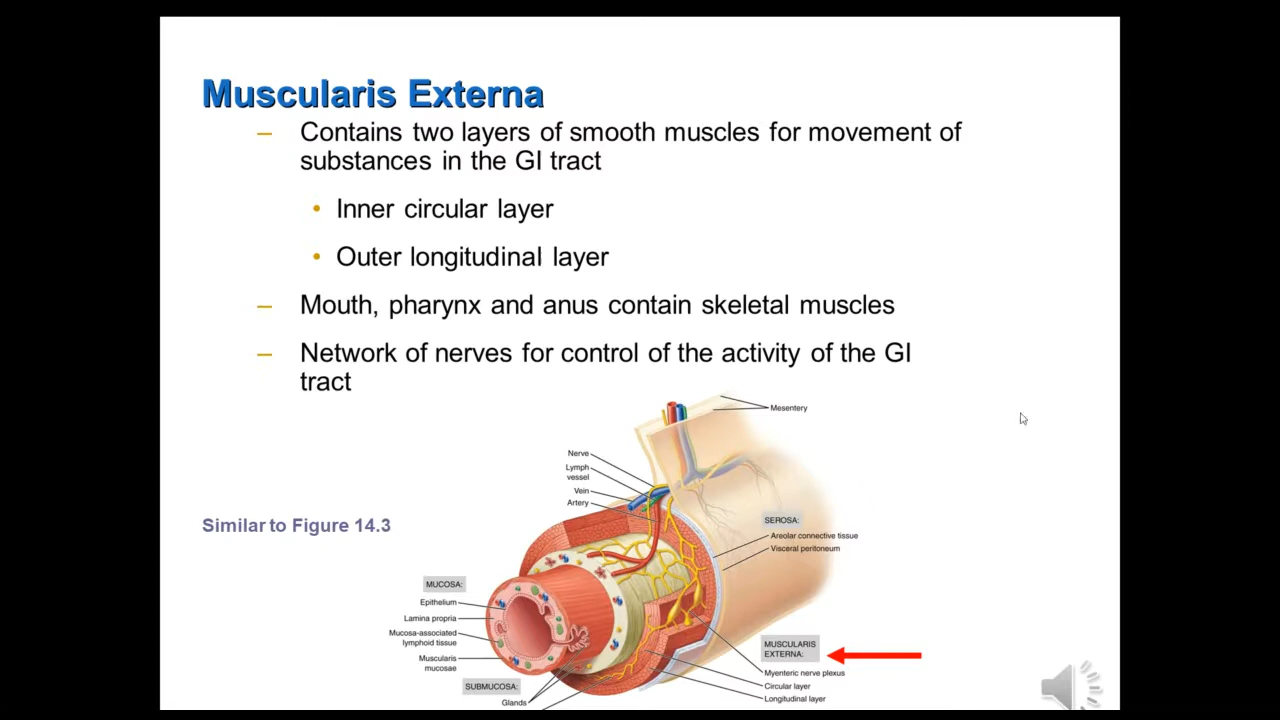 Muscularis Externa
– Contains two layers of smooth muscles for movement of
substances in the GI tract
• Inner circular layer
• Outer longitudinal layer
– Mouth, pharynx and anus contain skeletal muscles
– Network of nerves for control of the activity of the GI
tract
Mesentery
Nerve
Lymph
vessel
Vein
Artery
Similar to Figure 14.3
SEROSA:
Areolar connective tissue
Visceral peritoneum
MUCOSA:
Epithelium
Lamina propria
Mucosa-associated
lymphoid tissue
Muscularis
mucosae
SUBMUCOSA:
Glands
MUSCULARIS
EXTERNA:
Myenteric nerve plexus
Circular layer
Longitudinal layer